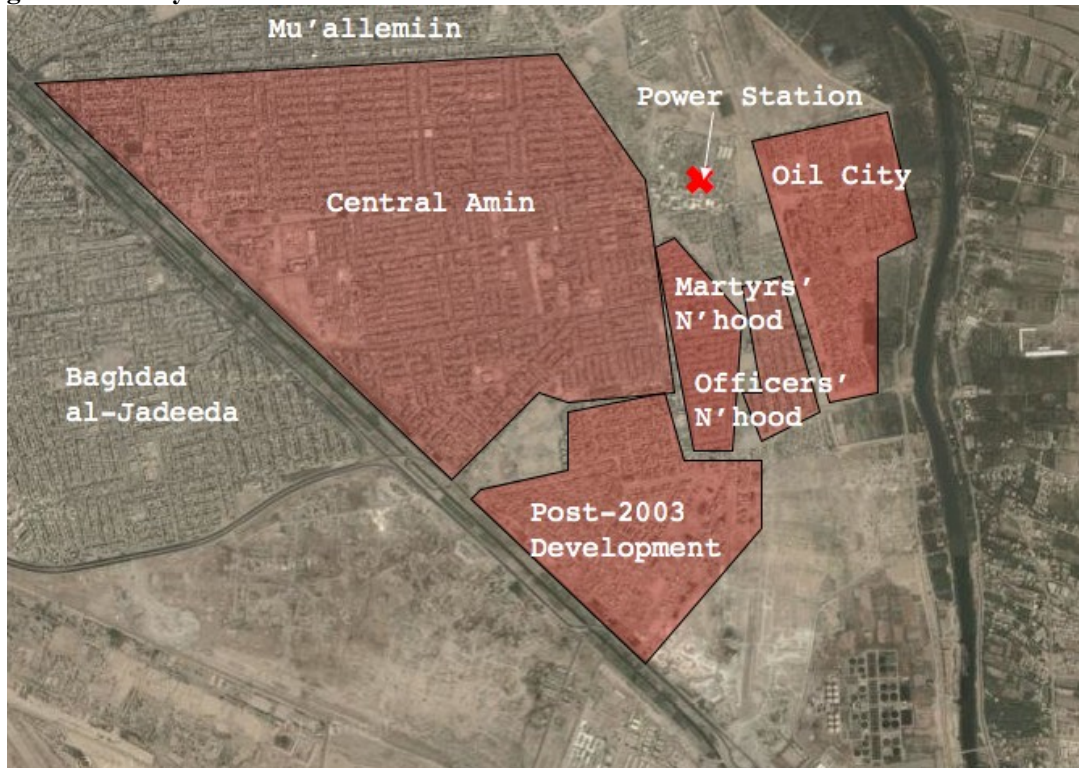 Mu'allemiin
Power Station
Oil City
Central Amin
Martyrs'
N'hood
Baghdad
al-Jadeeda
Officers'
N'hood
Post-2003
Development